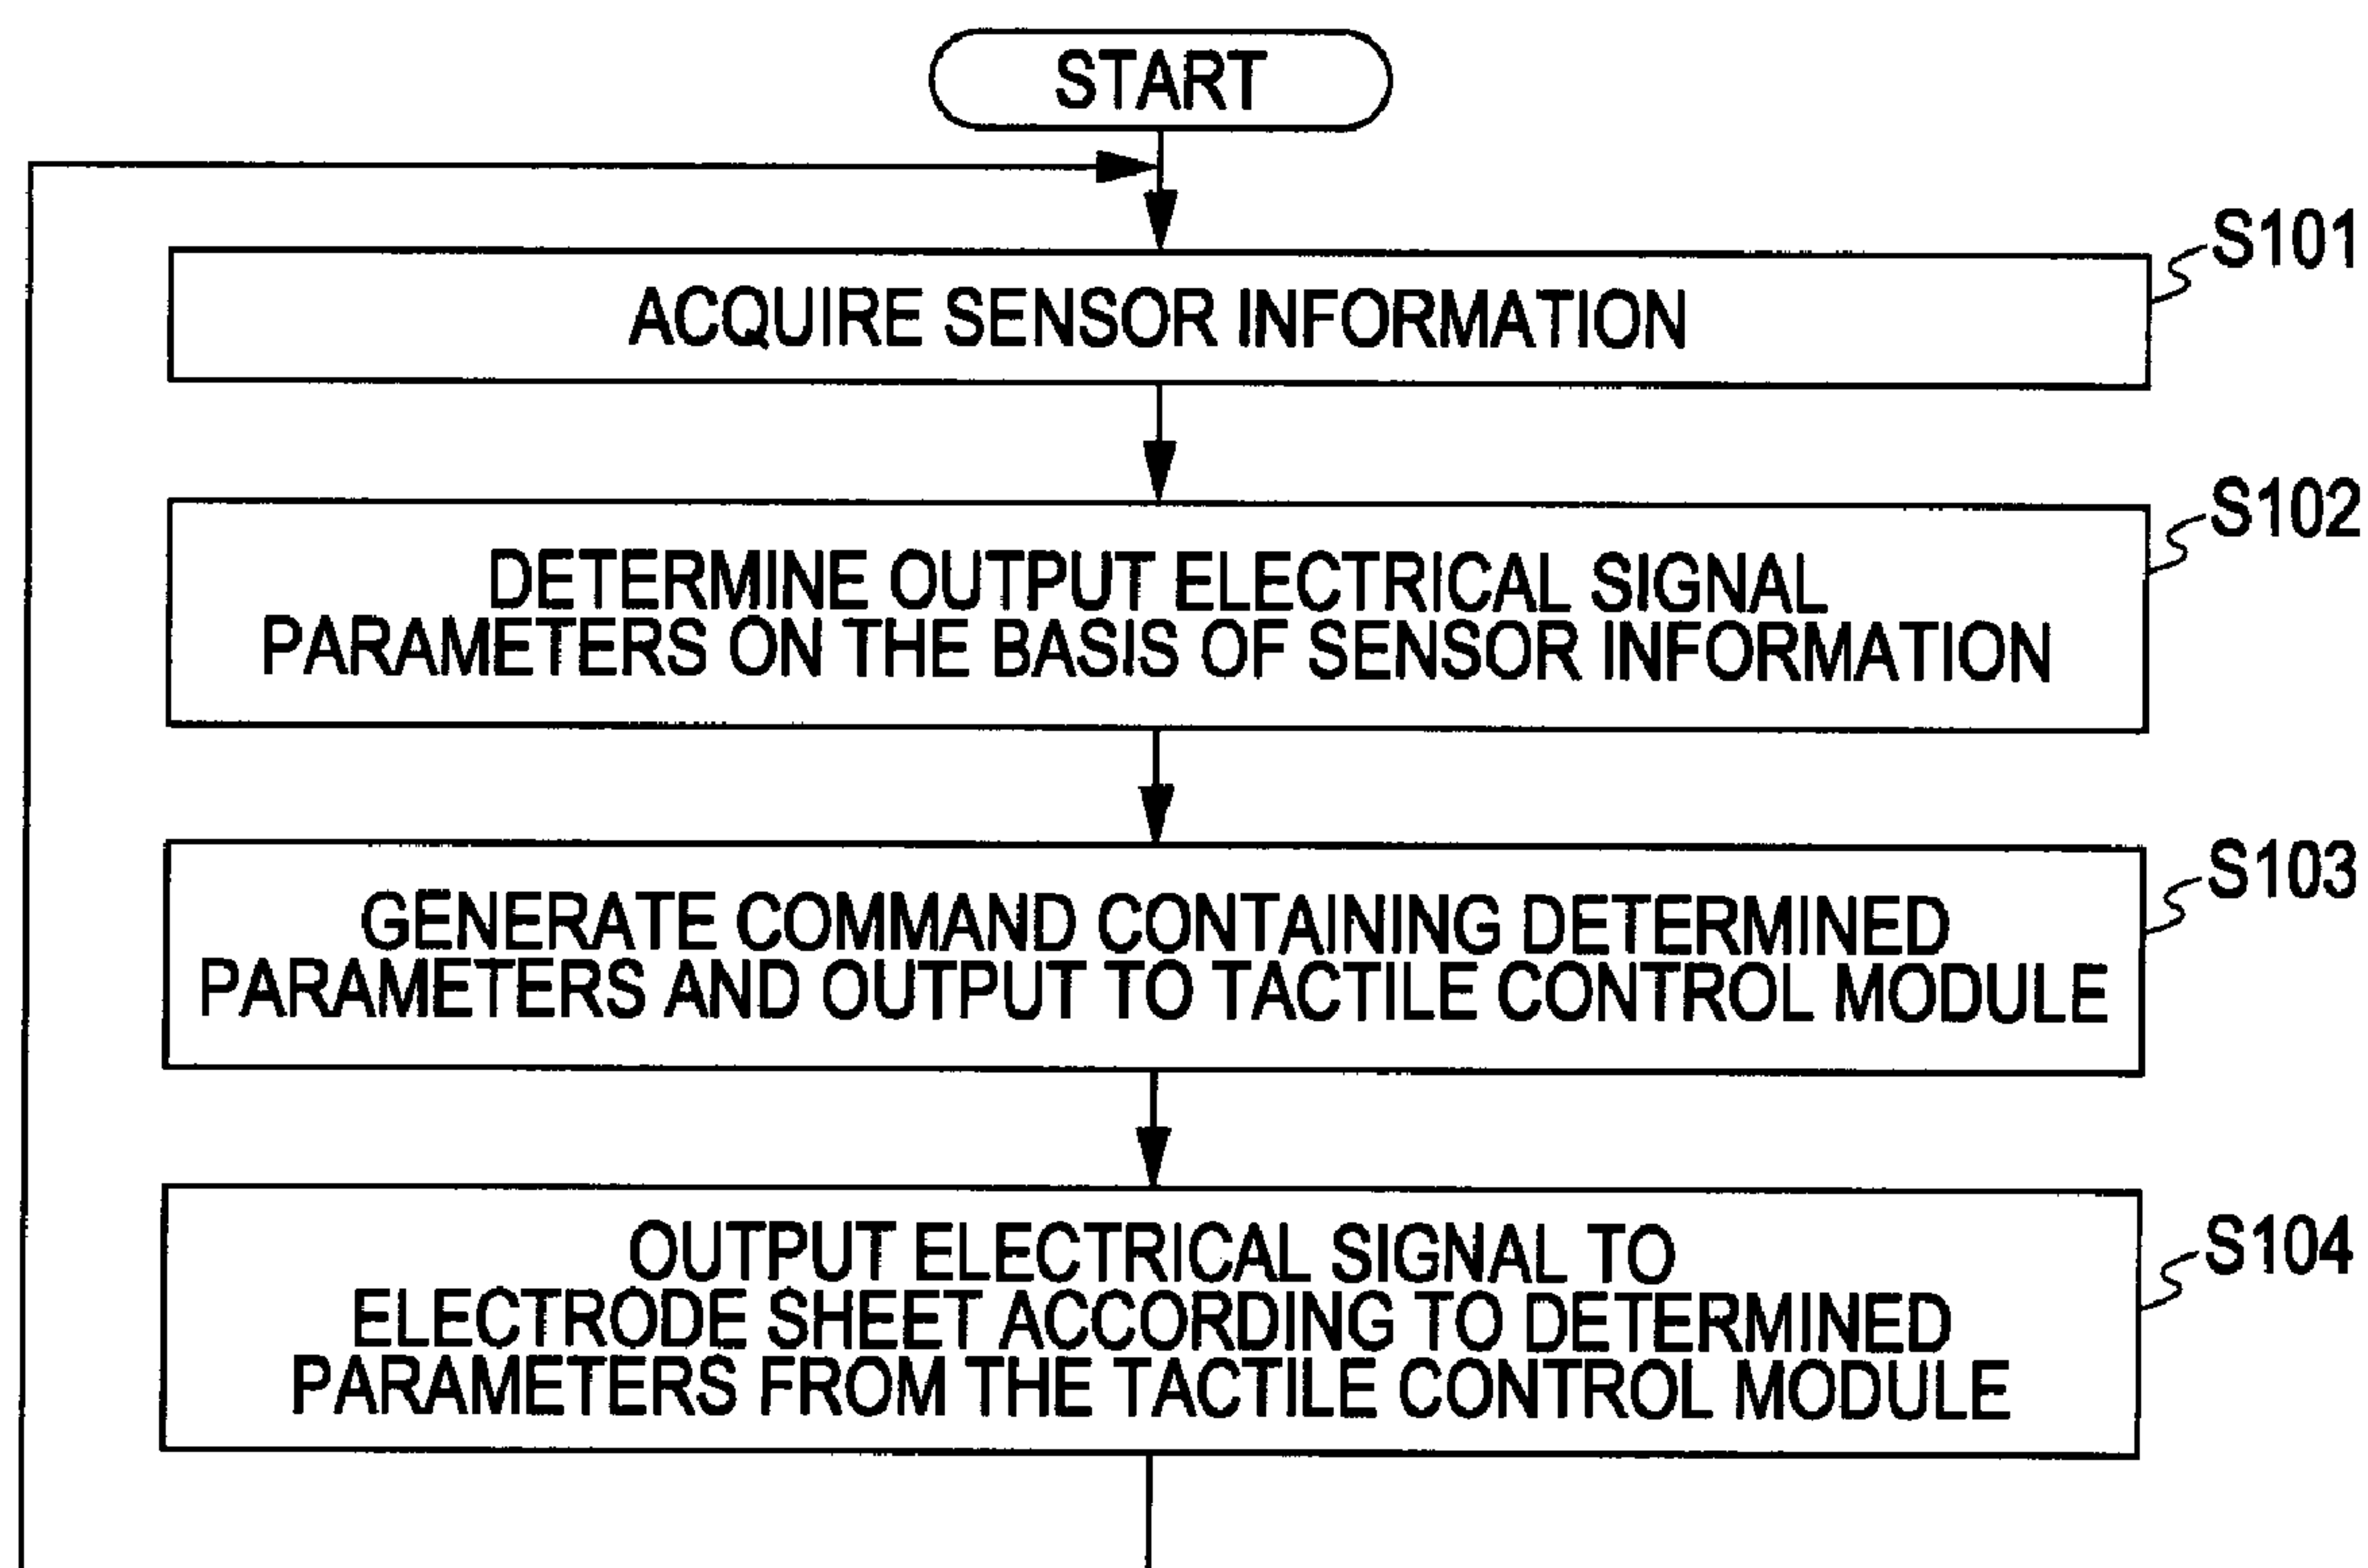 START
S101
ACQUIRE SENSOR INFORMATION
S102
DETERMINE OUTPUT ELECTRICAL SIGNAL
PARAMETERS ON THE BASIS OF SENSOR INFORMATION
S103
GENERATE COMMAND CONTAINING DETERMINED
PARAMETERS AND OUTPUT TO TACTILE CONTROL MODULE
S104
OUTPUT ELECTRICAL SIGNAL TO
ELECTRODE SHEET ACCORDING TO DETERMINED
PARAMETERS FROM THE TACTILE CONTROL MODULE